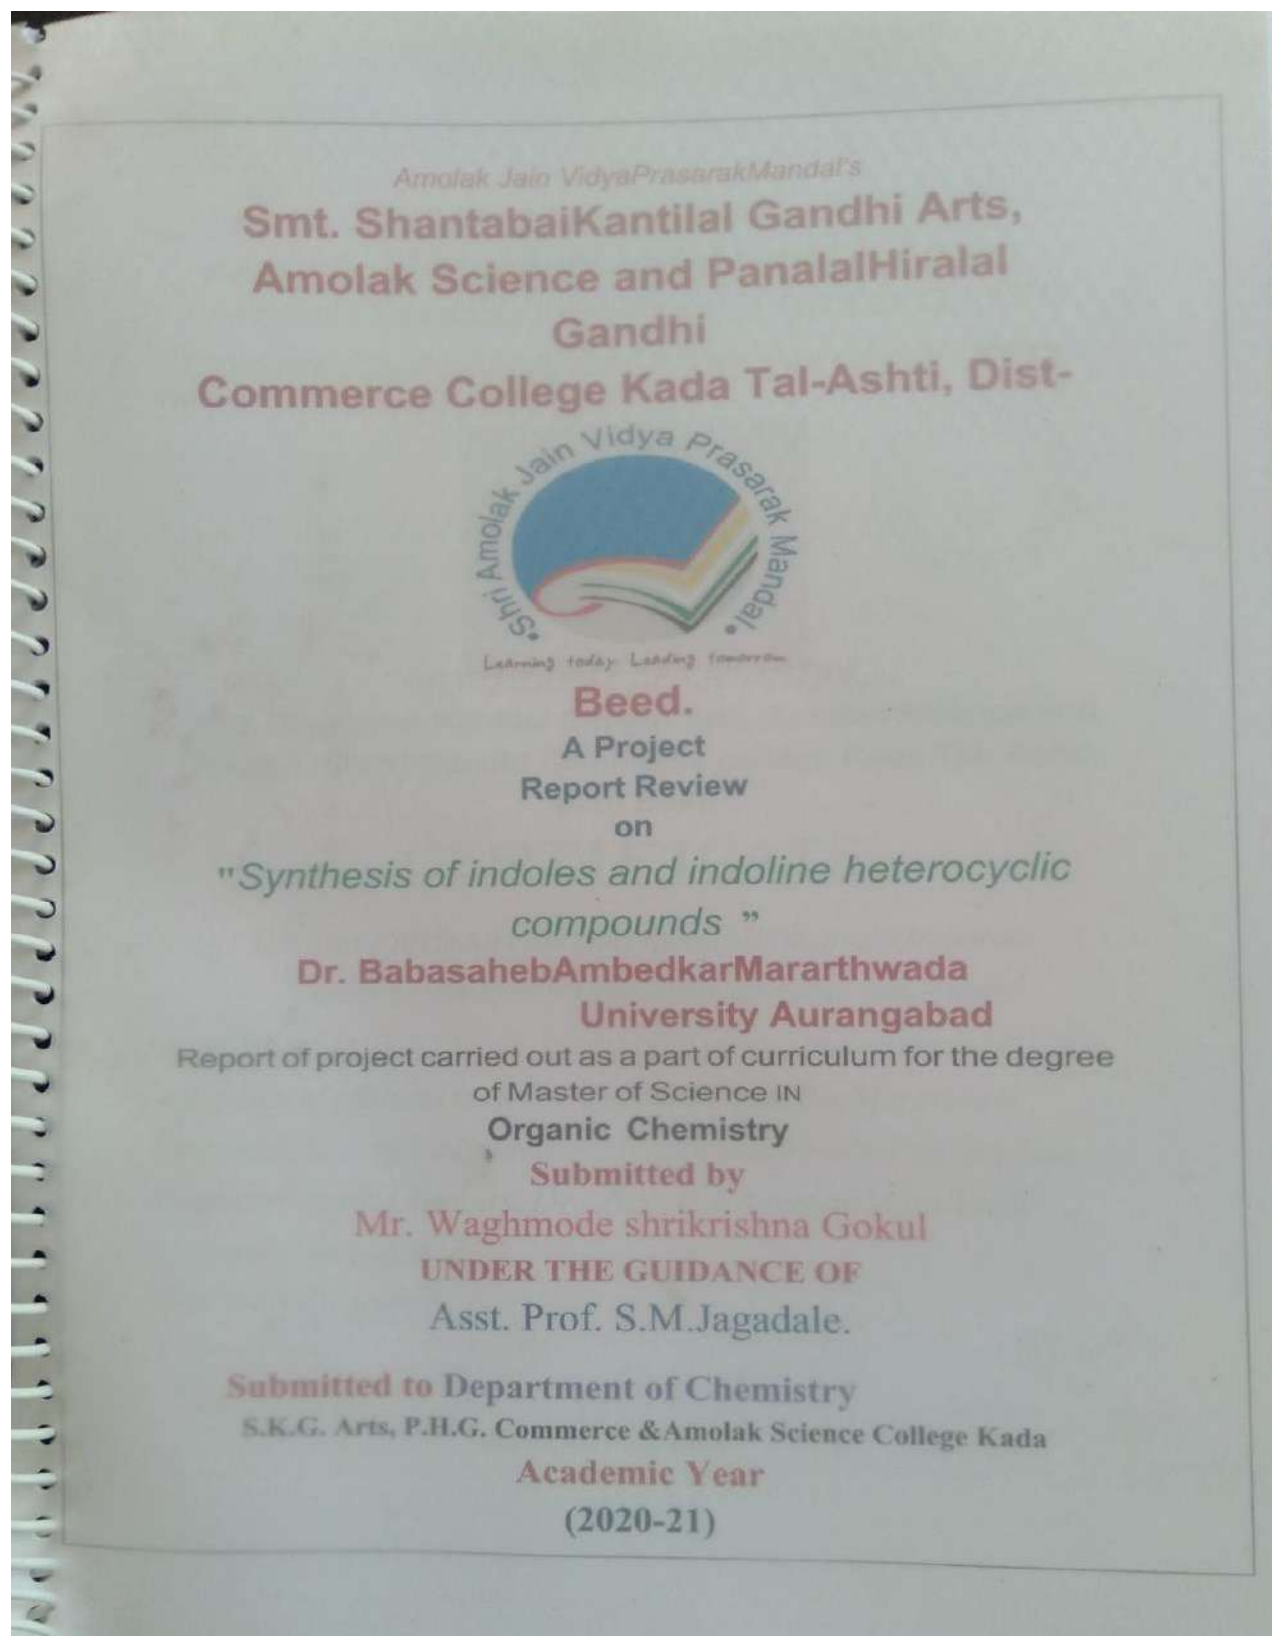 Amolak Jain VidyaPrasarakMandal's
Smt. ShantabaiKantilal Gandhi Arts,
Amolak Science and PanalalHiralal
Gandhi
Commerce College Kada Tal-Ashti, Dist-
•Shri Amolak Jain Vidya Prasarak Mandal•
Learning today Leading tomorrow
Beed.
A Project
Report Review
on
"Synthesis of indoles and indoline heterocyclic
compounds ”
Dr. BabasahebAmbedkarMararthwada
University Aurangabad
Report of project carried out as a part of curriculum for the degree
of Master of Science IN
Organic Chemistry
Submitted by
Mr. Waghmode shrikrishna Gokul
UNDER THE GUIDANCE OF
Asst. Prof. S.M.Jagadale.
Submitted to Department of Chemistry
S.K.G. Arts, P.H.G. Commerce &Amolak Science College Kada
Academic Year
(2020-21)